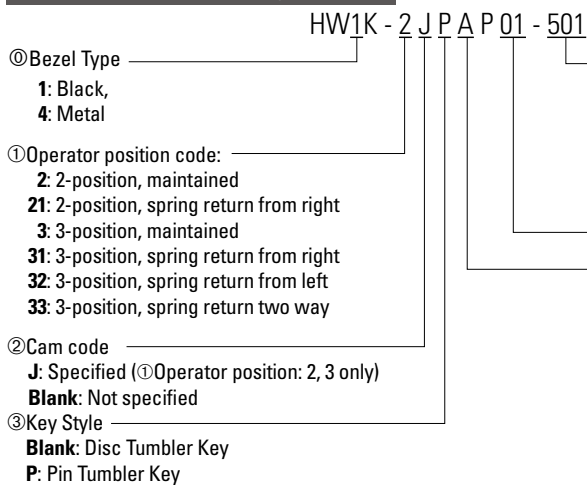 HW1K - 2 J P A P 01 - 501
⓪Bezel Type
1: Black,
4: Metal
①Operator position code:
2: 2-position, maintained
21: 2-position, spring return from right
3: 3-position, maintained
31: 3-position, spring return from right
32: 3-position, spring return from left
33: 3-position, spring return two way
②Cam code
J: Specified (①Operator position: 2, 3 only)
Blank: Not specified
③Key Style
Blank: Disc Tumbler Key
P: Pin Tumbler Key